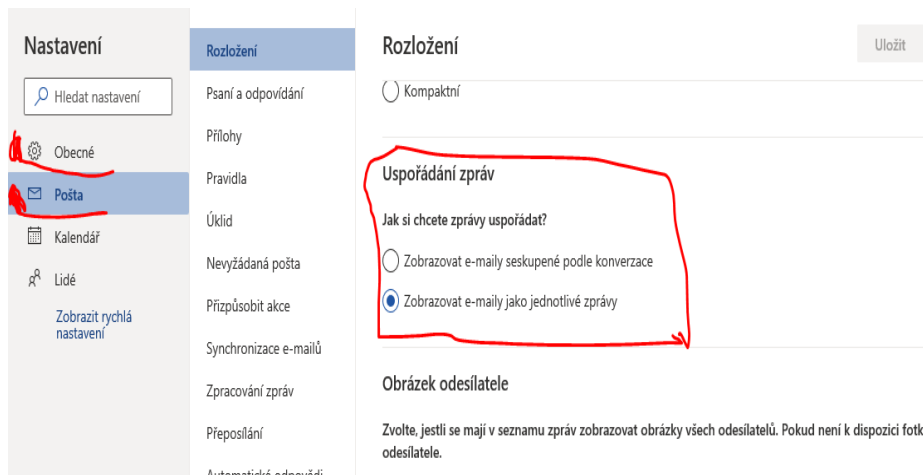 Nastavení
Hledat nastavení
Obecné
Pošta
Kalendář
Lidé
Zobrazit rychlá
nastavení
Rozložení
Psaní a odpovídání
Přílohy
Pravidla
Úklid
Nevyžádaná pošta
Přizpůsobit akce
Synchronizace e-mailů
Zpracování zpráv
Přeposílání
Automatické odpovědi
Rozložení
Uložit
Kompaktní
Uspořádání zpráv
Jak si chcete zprávy uspořádat?
Zobrazovat e-maily seskupené podle konverzace
Zobrazovat e-maily jako jednotlivé zprávy
Obrázek odesílatele
Zvolte, jestli se mají v seznamu zpráv zobrazovat obrázky všech odesílatelů. Pokud není k dispozici fotk
odesílatele.